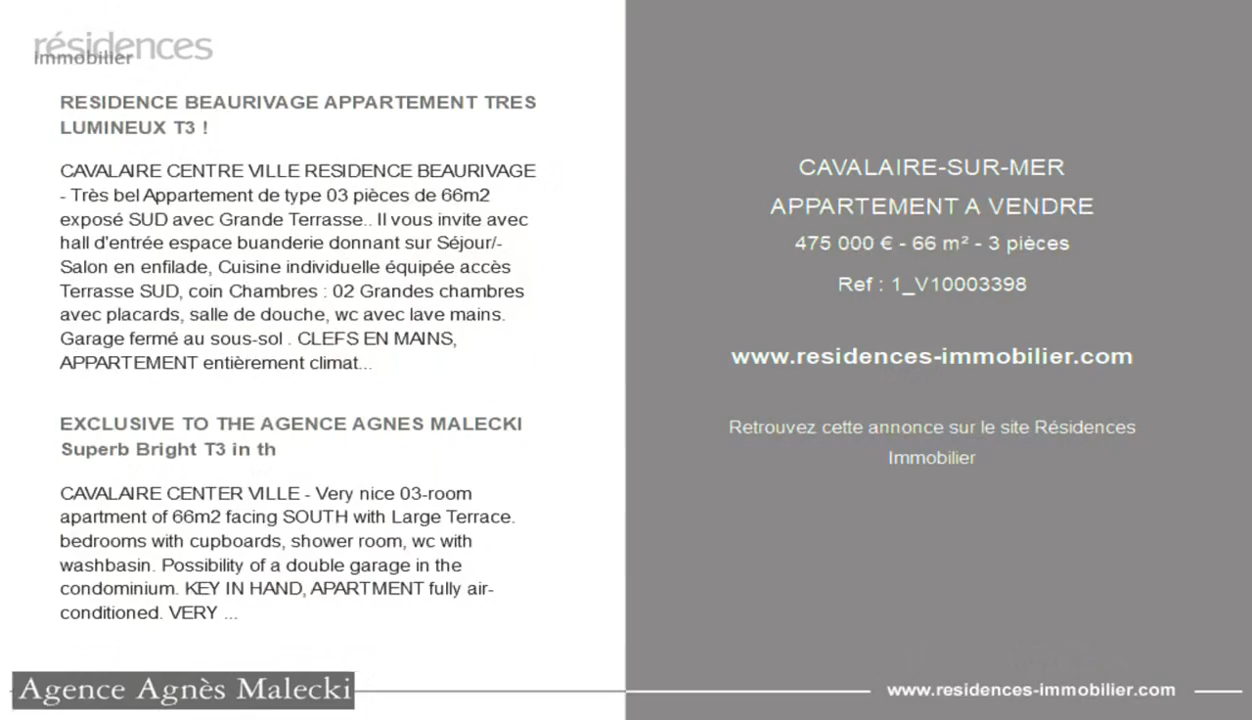 résidences
immobilier
RESIDENCE BEAURIVAGE APPARTEMENT TRES
LUMINEUX T3 !
CAVALAIRE CENTRE VILLE RESIDENCE BEAURIVAGE
- Très bel Appartement de type 03 pièces de 66m2
exposé SUD avec Grande Terrasse.. Il vous invite avec
hall d'entrée espace buanderie donnant sur Séjour/-
Salon en enfilade, Cuisine individuelle équipée accès
Terrasse SUD, coin Chambres : 02 Grandes chambres
avec placards, salle de douche, wc avec lave mains.
Garage fermé au sous-sol . CLEFS EN MAINS,
APPARTEMENT entièrement climat...
EXCLUSIVE TO THE AGENCE AGNES MALECKI
Superb Bright T3 in th
CAVALAIRE CENTER VILLE - Very nice 03-room
apartment of 66m2 facing SOUTH with Large Terrace.
bedrooms with cupboards, shower room, wc with
washbasin. Possibility of a double garage in the
condominium. KEY IN HAND, APARTMENT fully air-
conditioned. VERY ...
Agence Agnès Malecki
CAVALAIRE-SUR-MER
APPARTEMENT A VENDRE
475 000 € - 66 m² - 3 pièces
Ref : 1_V10003398
www.residences-immobilier.com
Retrouvez cette annonce sur le site Résidences
Immobilier
www.residences-immobilier.com